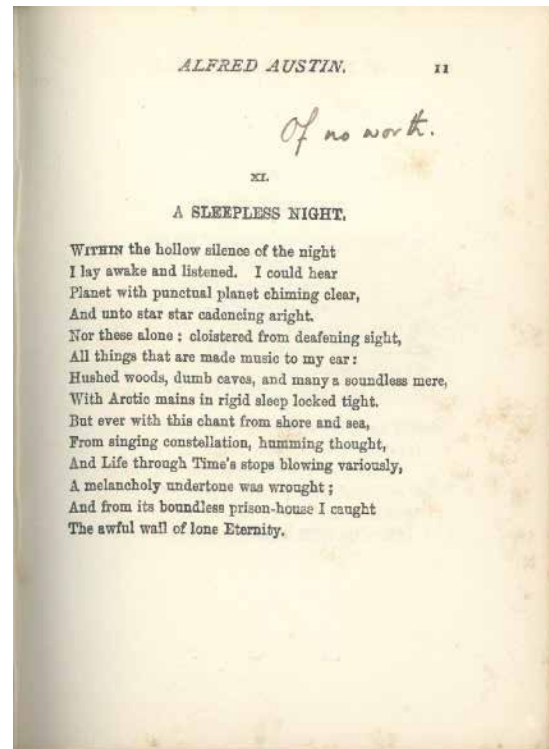 ALFRED AUSTIN. 11
Of no worth.
XI.
A SLEEPLESS NIGHT.
WITHIN the hollow silence of the night
I lay awake and listened. I could hear
Planet with punctual planet chiming clear,
And unto star star cadencing aright.
Nor these alone : cloistered from deafening sight,
All things that are made music to my ear :
Hushed woods, dumb caves, and many a soundless mere,
With Arctic mains in rigid sleep locked tight.
But ever with this chant from shore and sea,
From singing constellation, humming thought,
And Life through Time's stops blowing variously,
A melancholy undertone was wrought ;
And from its boundless prison-house I caught
The awful wail of lone Eternity.